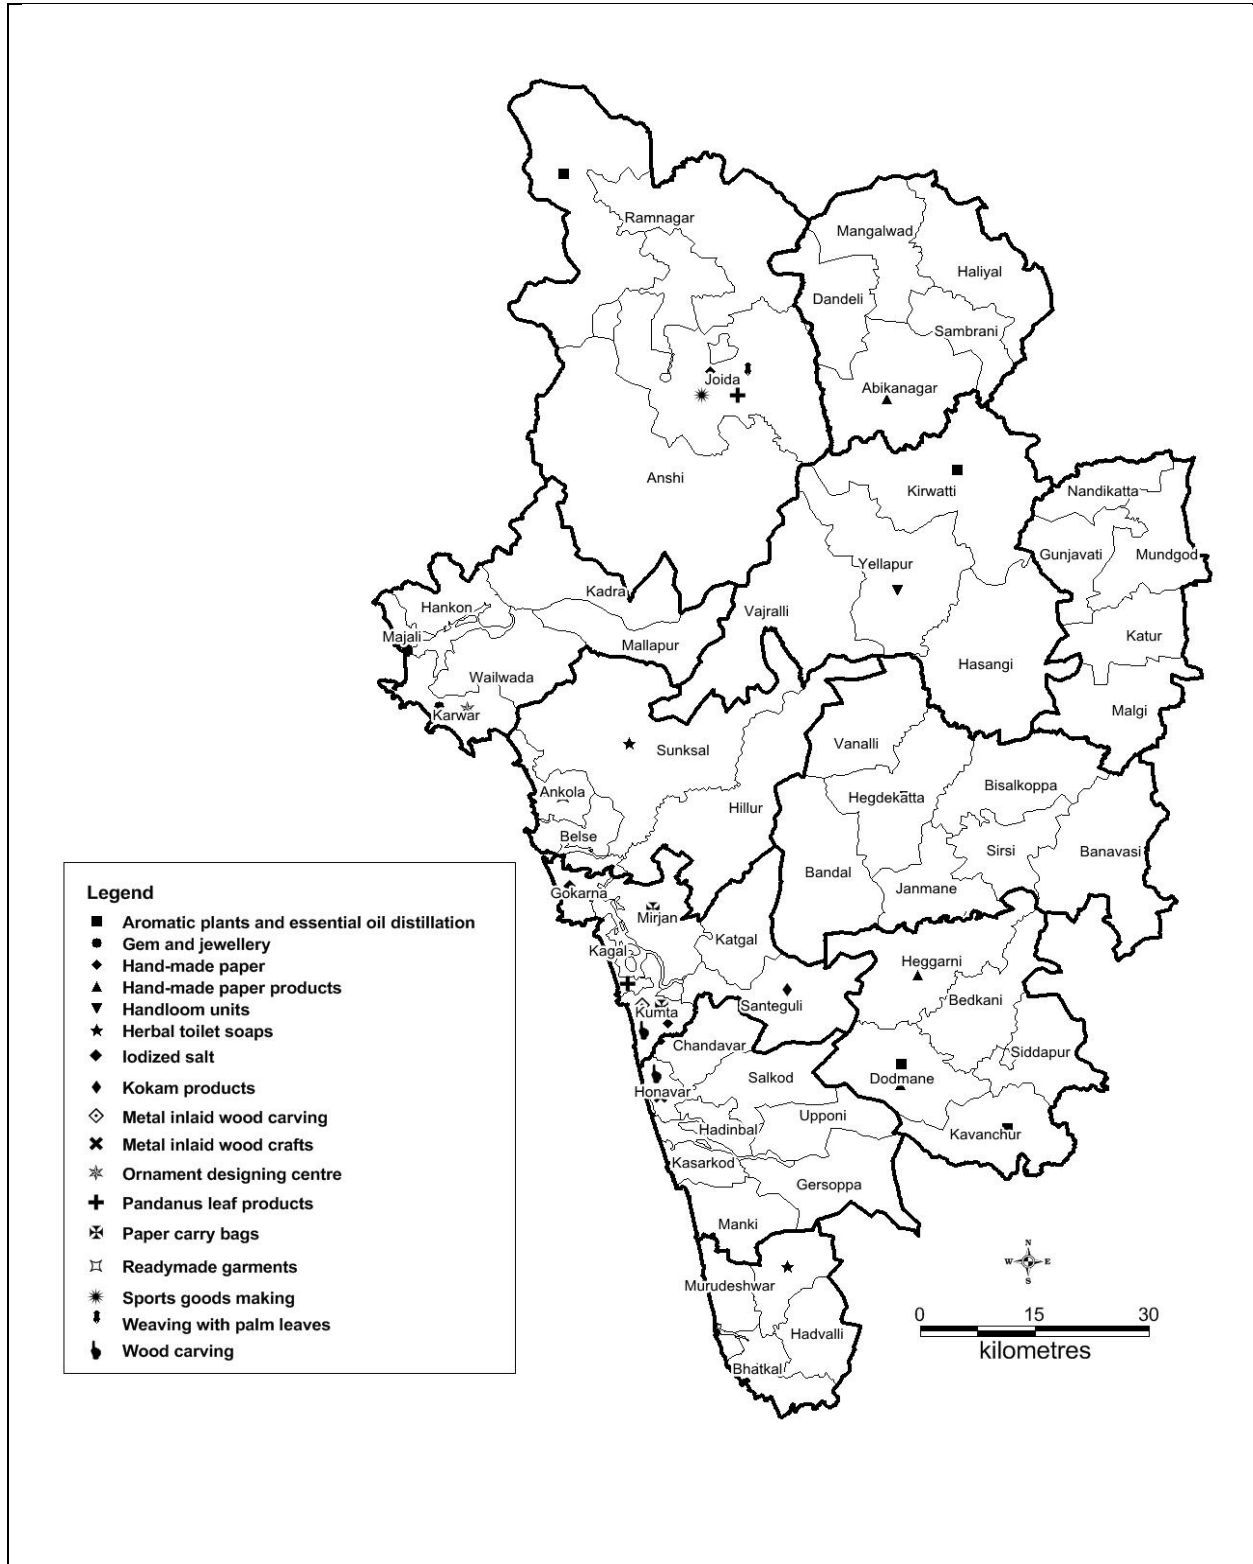 Ramnagar
Mangalwad
Haliyal
Dandeli
Sambrani
Joida
Abikanagar
Anshi
Kirwatti
Nandikatta
Gunjavati
Mundgod
Yellapur
Kadra
Hankon
Vajralli
Majali
Mallapur
Katur
Hasangi
Wailwada
Karwar
Malgi
Sunksal
Vanalli
Bisalkoppa
Ankola
Hegdekatta
Hillur
Belse
Sirsi
Banavasi
Bandal
Janmane
Gokarna
Mirjan
Katgal
Kagal
Heggarni
Bedkani
Santeguli
Kumta
Chandavar
Siddapur
Salkod
Dodmane
Honavar
Upponi
Hadinbal
Kavanchur
Kasarkod
Gersoppa
Manki
Murudeshwar
Hadvalli
Bhatkal
Legend
Aromatic plants and essential oil distillation
Gem and jewellery
Hand-made paper
Hand-made paper products
Handloom units
Herbal toilet soaps
Iodized salt
Kokam products
Metal inlaid wood carving
Metal inlaid wood crafts
Ornament designing centre
Pandanus leaf products
Paper carry bags
Readymade garments
Sports goods making
Weaving with palm leaves
Wood carving
N
W E
S
0 15 30
kilometres